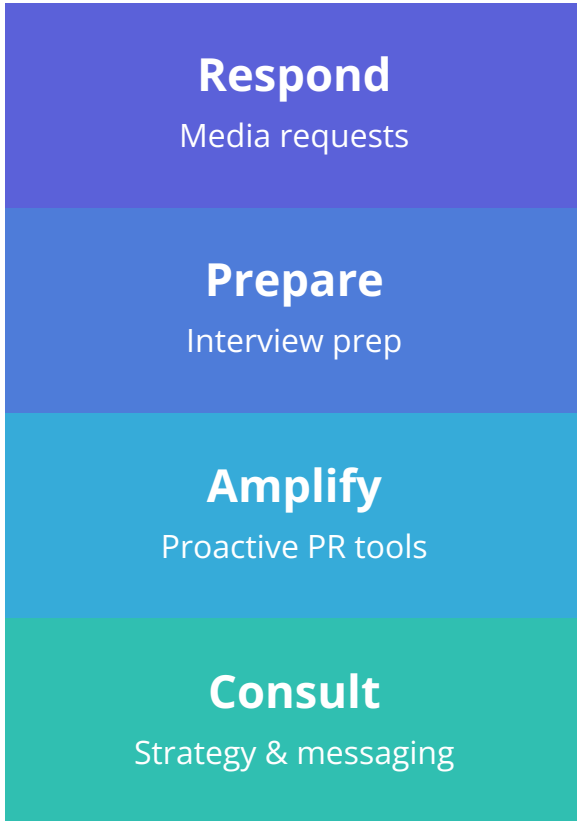 Respond
Media requests
Prepare
Interview prep
Amplify
Proactive PR tools
Consult
Strategy & messaging